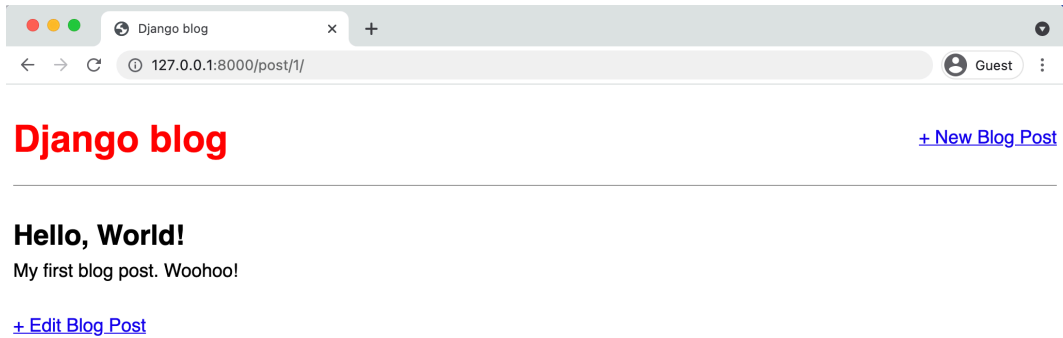 Django blog
127.0.0.1:8000/post/1/
Guest
Django blog
+ New Blog Post
Hello, World!
My first blog post. Woohoo!
+ Edit Blog Post